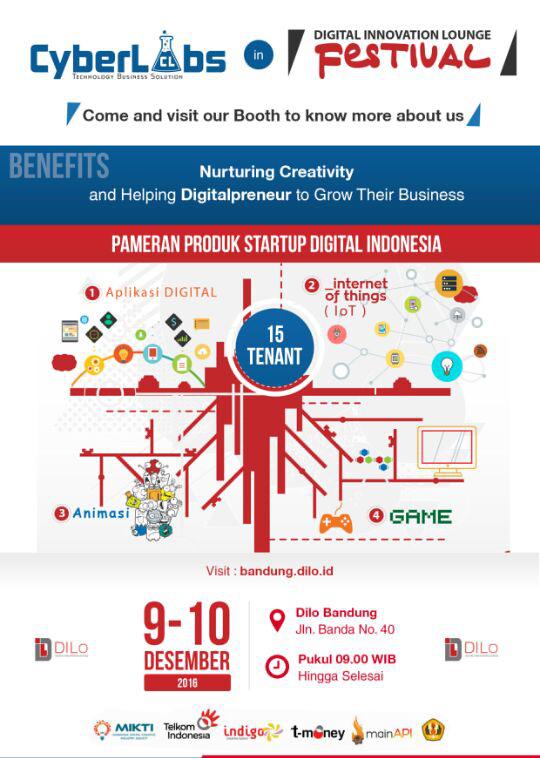 CyberLabs
TECHNOLOGY BUSINESS SOLUTION
in
DIGITAL INNOVATION LOUNGE
FESTIVAL
Come and visit our Booth to know more about us
BENEFITS
Nurturing Creativity
and Helping Digitalpreneur to Grow Their Business
PAMERAN PRODUK STARTUP DIGITAL INDONESIA
1 Aplikasi DIGITAL
2 _internet
of things
( IoT )
15
TENANT
3 Animasi
4 GAME
Visit : bandung.dilo.id
9-10
DESEMBER
2016
Dilo Bandung
Jln. Banda No. 40
Pukul 09.00 WIB
Hingga Selesai
DILo
DILo
MIKTI
Telkom
Indonesia
indigo
t-money
mainAPI